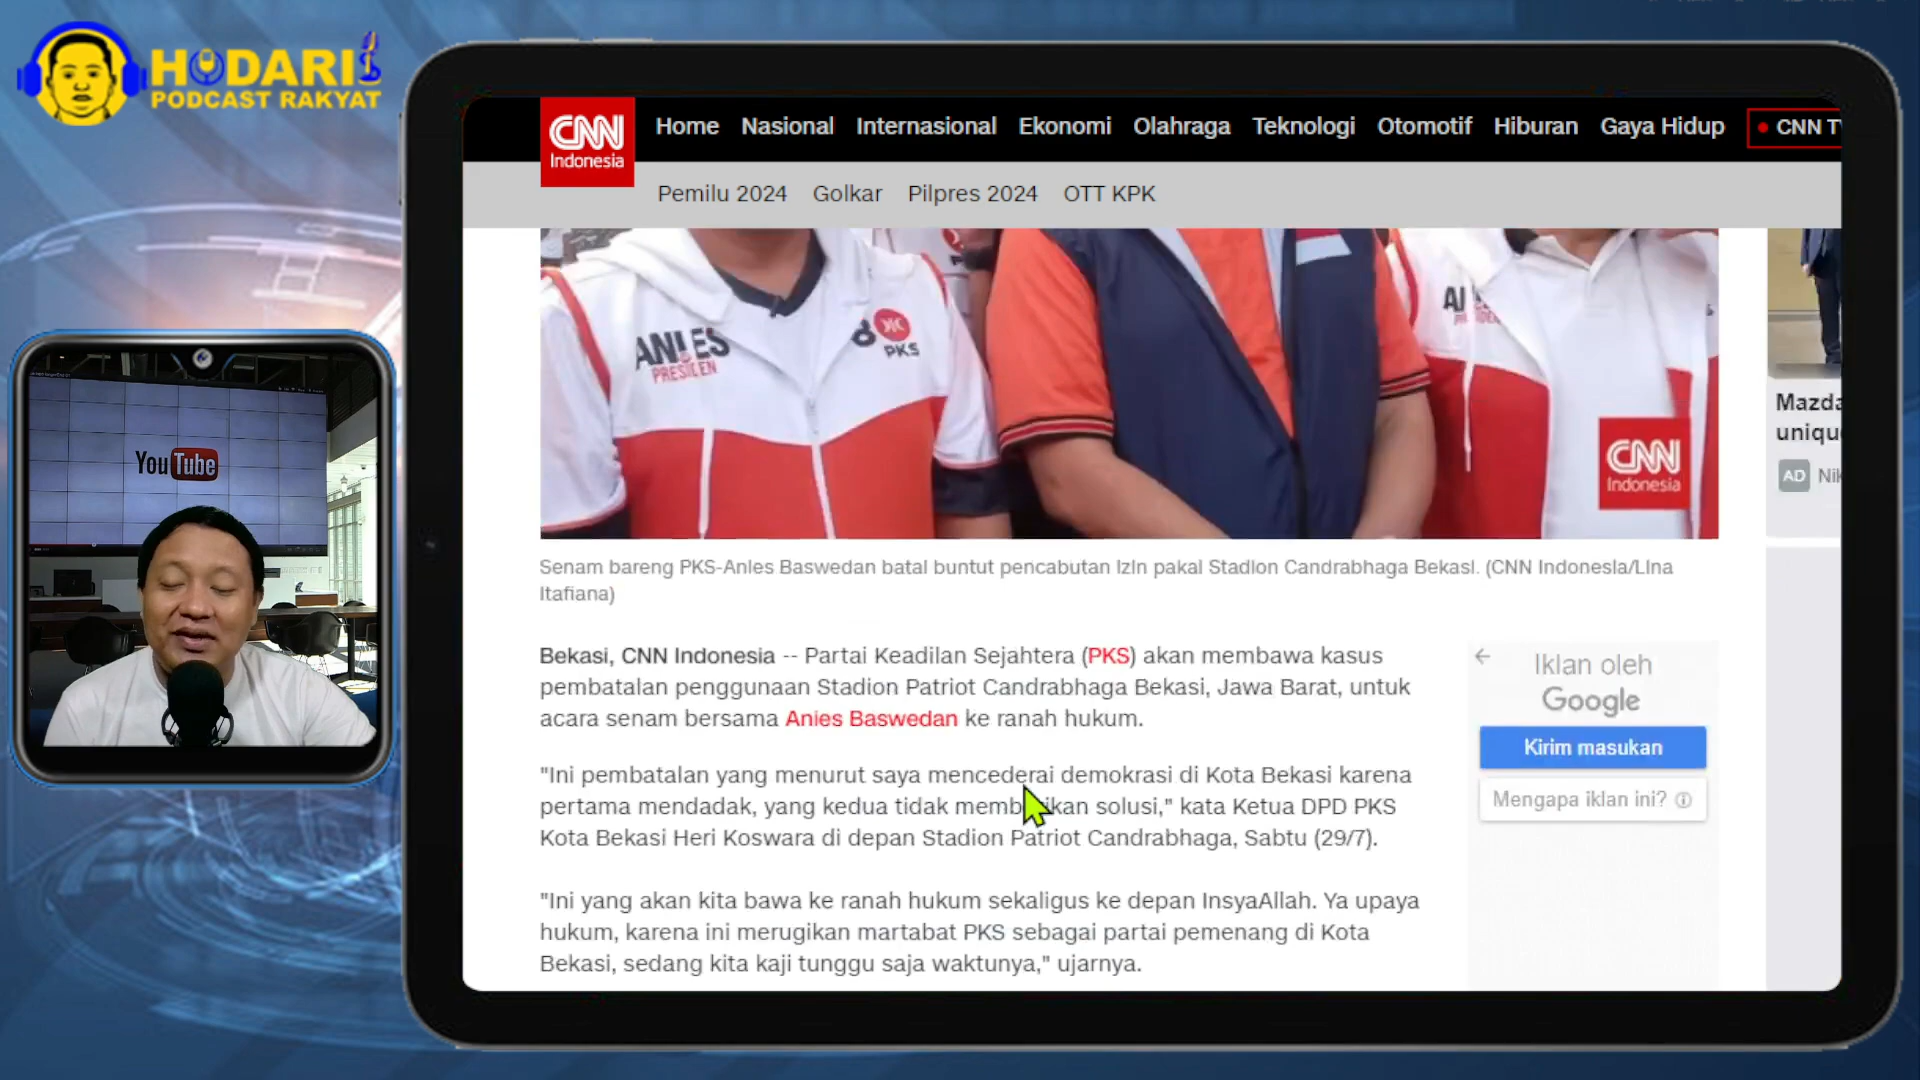 HUDARI
PODCAST RAKYAT
CNN
Indonesia
Home Nasional Internasional Ekonomi Olahraga Teknologi Otomotif Hiburan Gaya Hidup CNN TV
Pemilu 2024 Golkar Pilpres 2024 OTT KPK
ANIES
PRESIDEN
8 PKS
CNN
Indonesia
Mazda
uniqu
AD Nik
YouTube
Senam bareng PKS-Anies Baswedan batal buntut pencabutan izin pakai Stadion Candrabhaga Bekasi. (CNN Indonesia/Lina
Itafiana)
Bekasi, CNN Indonesia -- Partai Keadilan Sejahtera (PKS) akan membawa kasus
pembatalan penggunaan Stadion Patriot Candrabhaga Bekasi, Jawa Barat, untuk
acara senam bersama Anies Baswedan ke ranah hukum.
"Ini pembatalan yang menurut saya mencederai demokrasi di Kota Bekasi karena
pertama mendadak, yang kedua tidak memberikan solusi," kata Ketua DPD PKS
Kota Bekasi Heri Koswara di depan Stadion Patriot Candrabhaga, Sabtu (29/7).
"Ini yang akan kita bawa ke ranah hukum sekaligus ke depan InsyaAllah. Ya upaya
hukum, karena ini merugikan martabat PKS sebagai partai pemenang di Kota
Bekasi, sedang kita kaji tunggu saja waktunya," ujarnya.
Iklan oleh
Google
Kirim masukan
Mengapa iklan ini?